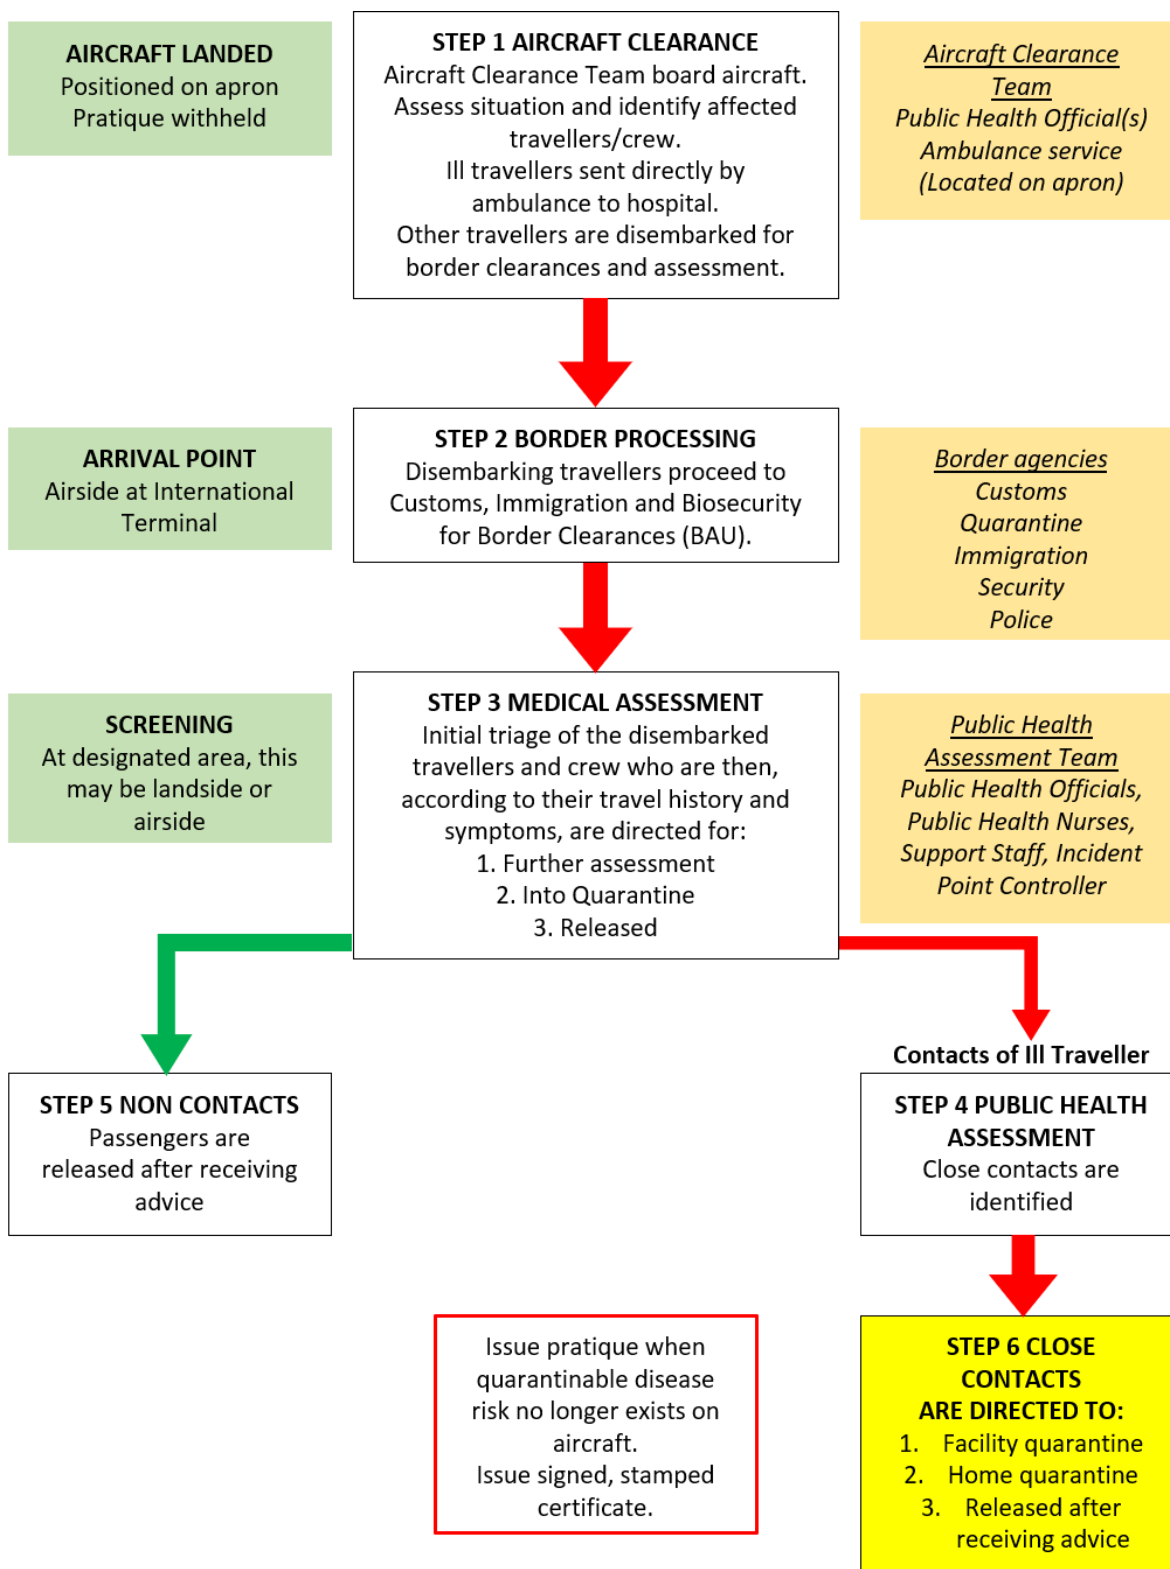 AIRCRAFT LANDED
Positioned on apron
Pratique withheld
STEP 1 AIRCRAFT CLEARANCE
Aircraft Clearance Team board aircraft.
Assess situation and identify affected
travellers/crew.
Ill travellers sent directly by
ambulance to hospital.
Other travellers are disembarked for
border clearances and assessment.
Aircraft Clearance
Team
Public Health Official(s)
Ambulance service
(Located on apron)
ARRIVAL POINT
Airside at International
Terminal
STEP 2 BORDER PROCESSING
Disembarking travellers proceed to
Customs, Immigration and Biosecurity
for Border Clearances (BAU).
Border agencies
Customs
Quarantine
Immigration
Security
Police
SCREENING
At designated area, this
may be landside or
airside
STEP 3 MEDICAL ASSESSMENT
Initial triage of the disembarked
travellers and crew who are then,
according to their travel history and
symptoms, are directed for:
1. Further assessment
2. Into Quarantine
3. Released
Public Health
Assessment Team
Public Health Officials,
Public Health Nurses,
Support Staff, Incident
Point Controller
Contacts of Ill Traveller
STEP 5 NON CONTACTS
Passengers are
released after receiving
advice
STEP 4 PUBLIC HEALTH
ASSESSMENT
Close contacts are
identified
Issue pratique when
quarantinable disease
risk no longer exists on
aircraft.
Issue signed, stamped
certificate.
STEP 6 CLOSE
CONTACTS
ARE DIRECTED TO:
1. Facility quarantine
2. Home quarantine
3. Released after
receiving advice